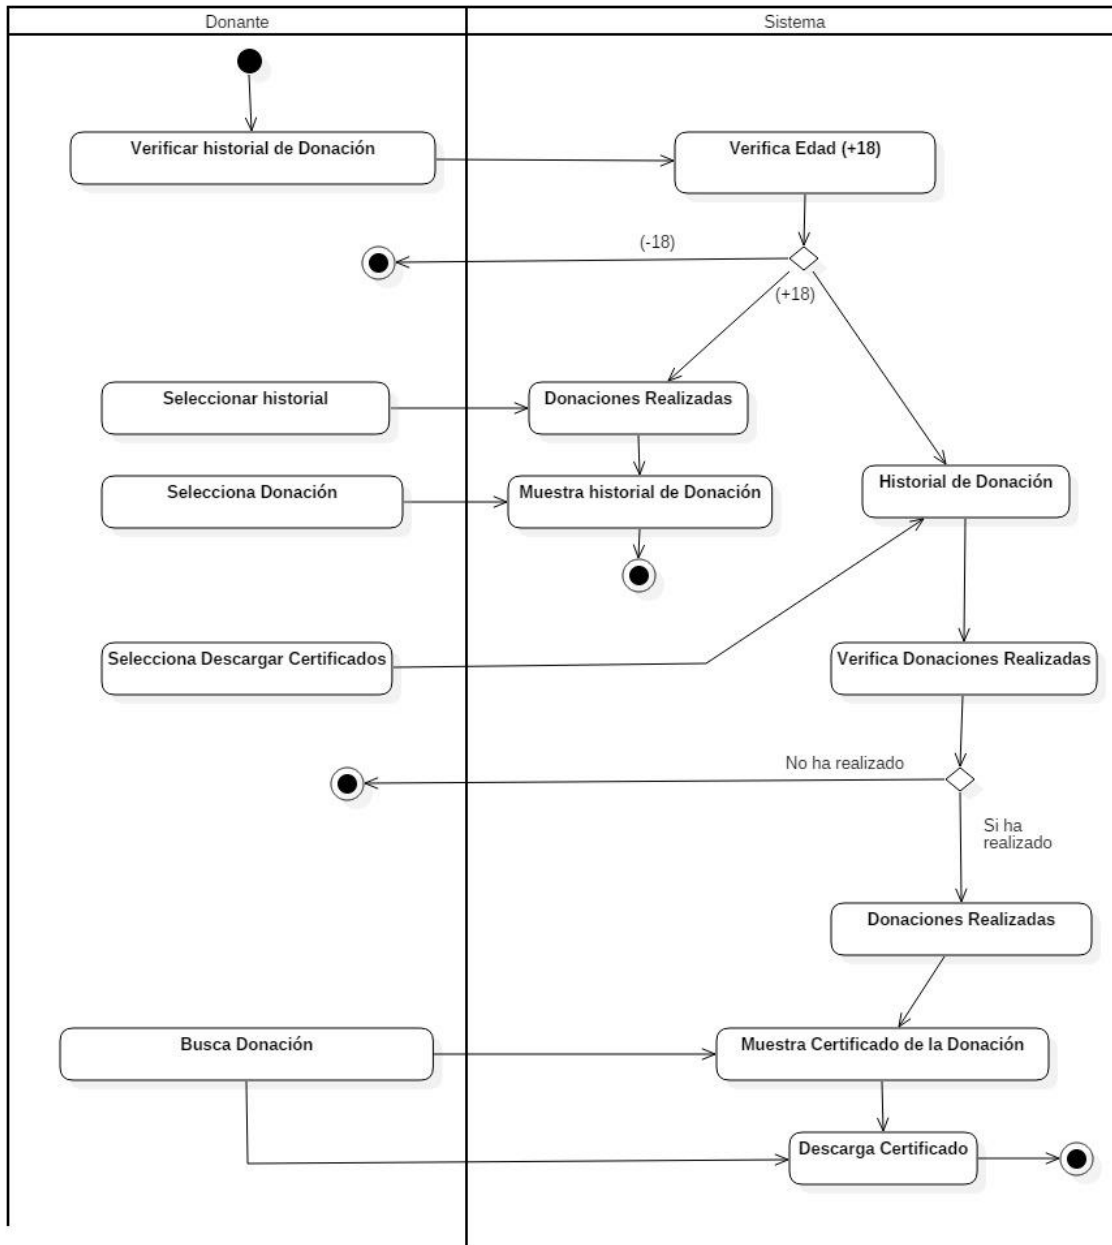 Donante
Sistema
Verificar historial de Donación
Verifica Edad (+18)
(-18)
(+18)
Seleccionar historial
Donaciones Realizadas
Historial de Donación
Selecciona Donación
Muestra historial de Donación
Selecciona Descargar Certificados
Verifica Donaciones Realizadas
No ha realizado
Si ha
realizado
Donaciones Realizadas
Busca Donación
Muestra Certificado de la Donación
Descarga Certificado